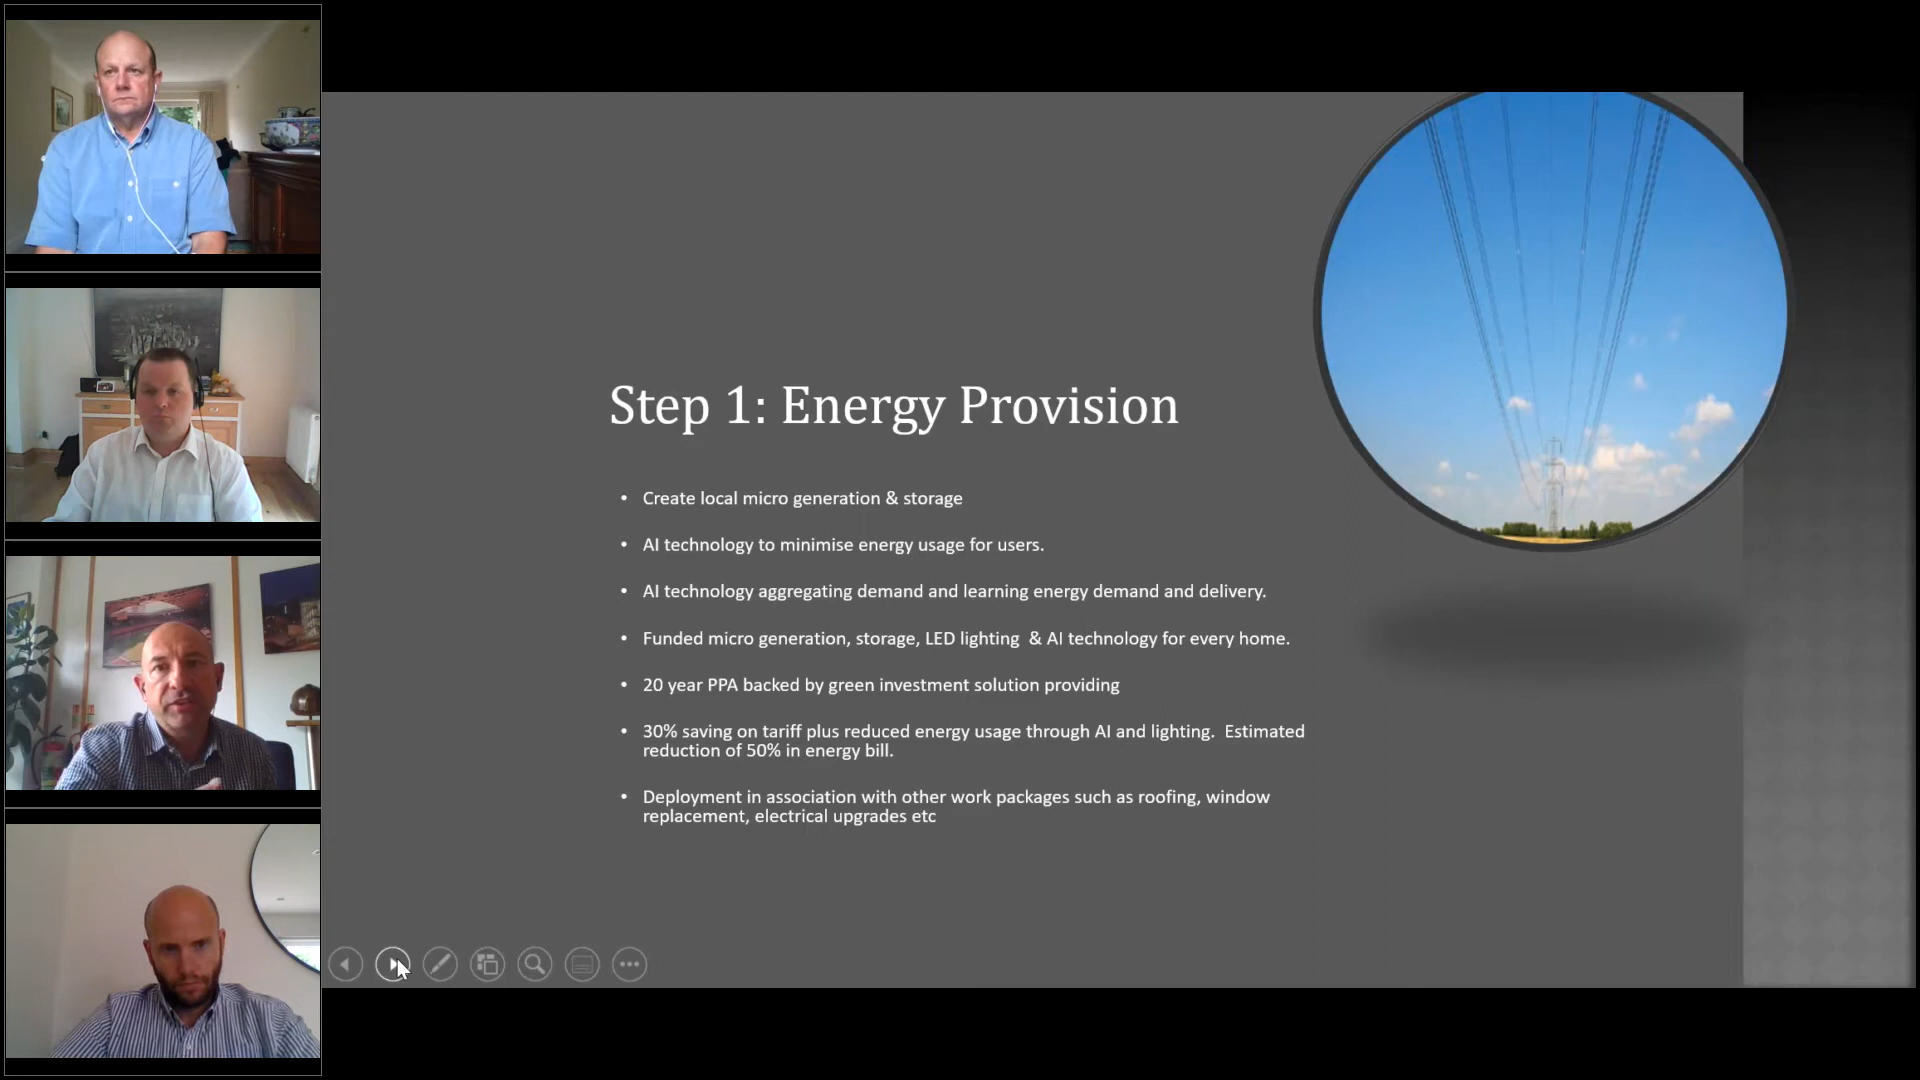 Step 1: Energy Provision
• Create local micro generation & storage
• AI technology to minimise energy usage for users.
• AI technology aggregating demand and learning energy demand and delivery.
• Funded micro generation, storage, LED lighting  & AI technology for every home.
• 20 year PPA backed by green investment solution providing
• 30% saving on tariff plus reduced energy usage through AI and lighting.  Estimated
reduction of 50% in energy bill.
• Deployment in association with other work packages such as roofing, window
replacement, electrical upgrades etc